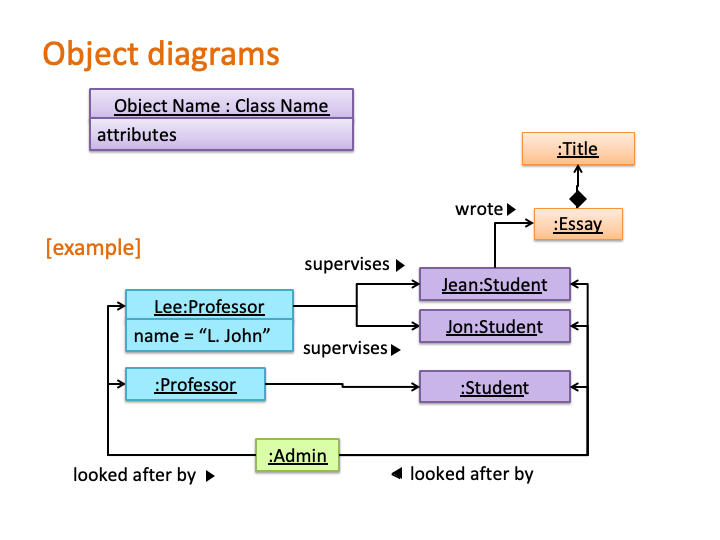 Object diagrams
Object Name : Class Name
attributes
:Title
wrote
:Essay
[example]
supervises
Jean:Student
Lee:Professor
Jon:Student
name = “L. John”
supervises
:Professor
:Student
:Admin
looked after by
looked after by